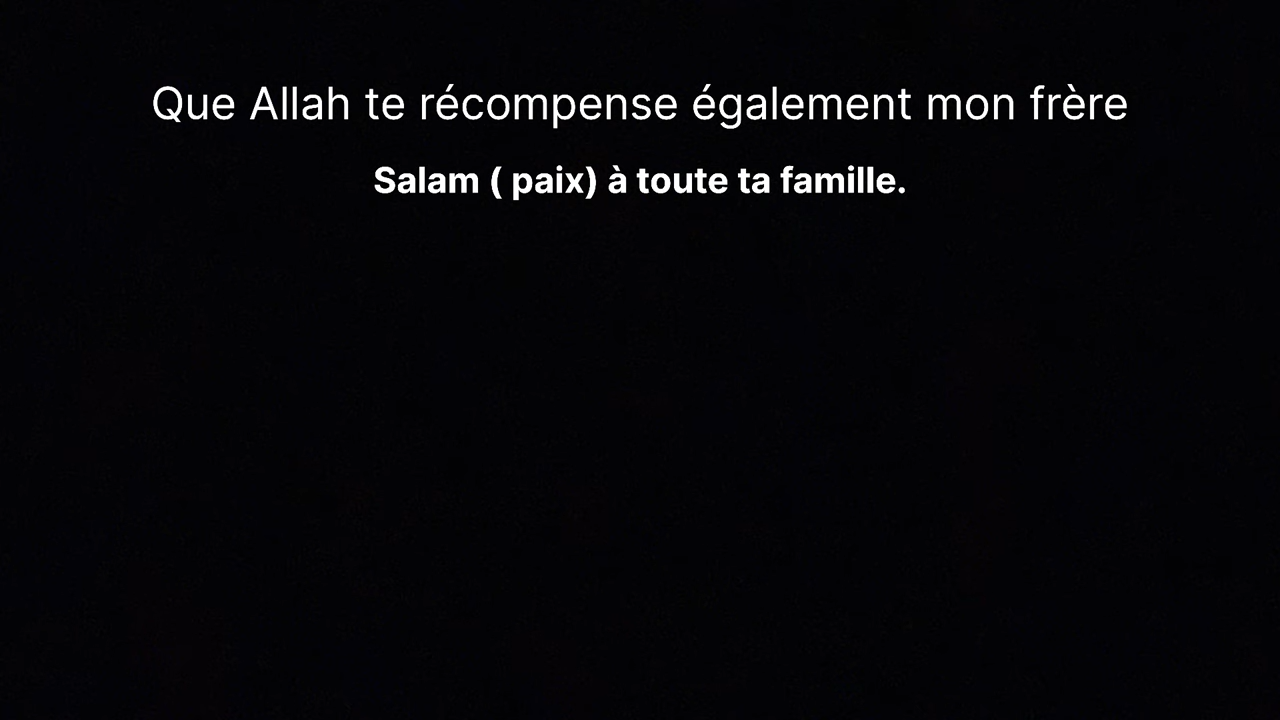 Que Allah te récompense également mon frère
Salam ( paix) à toute ta famille.